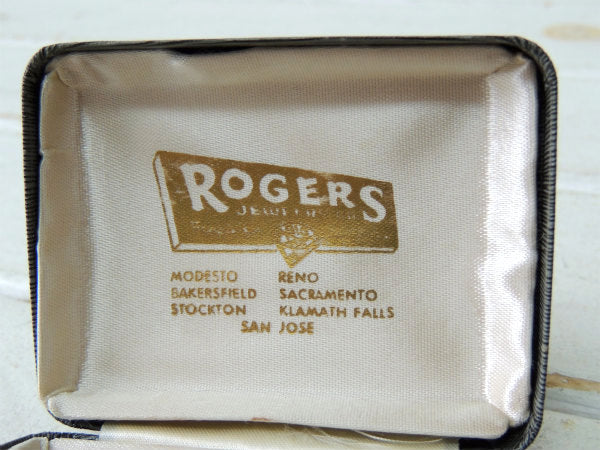 ROGERS
JEWELERS
MODESTO RENO
BAKERSFIELD SACRAMENTO
STOCKTON KLAMATH FALLS
SAN JOSE